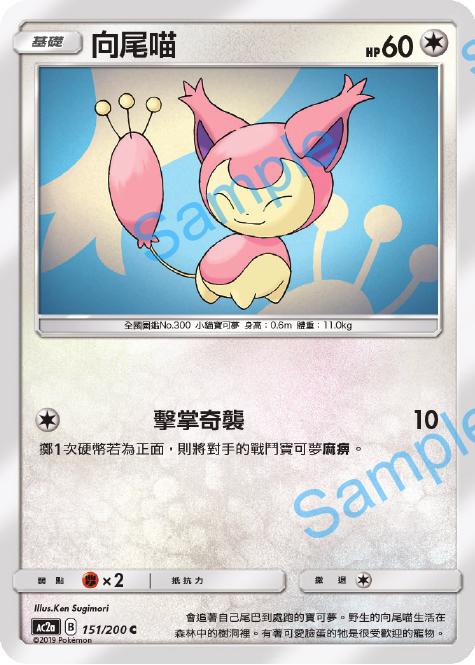 基礎 向尾喵 HP60
Sample
全國圖鑑No.300 小貓寶可夢 身高：0.6m 體重：11.0kg
擊掌奇襲 10
擲1次硬幣若為正面，則將對手的戰鬥寶可夢麻痹。
Sample
弱點 ×2 抵抗力 撤退
Illus.Ken Sugimori
AC2a B 151/200 C
©2019 Pokémon
會追著自己尾巴到處跑的寶可夢。野生的向尾喵生活在
森林中的樹洞裡。有著可愛臉蛋的牠是很受歡迎的寵物。